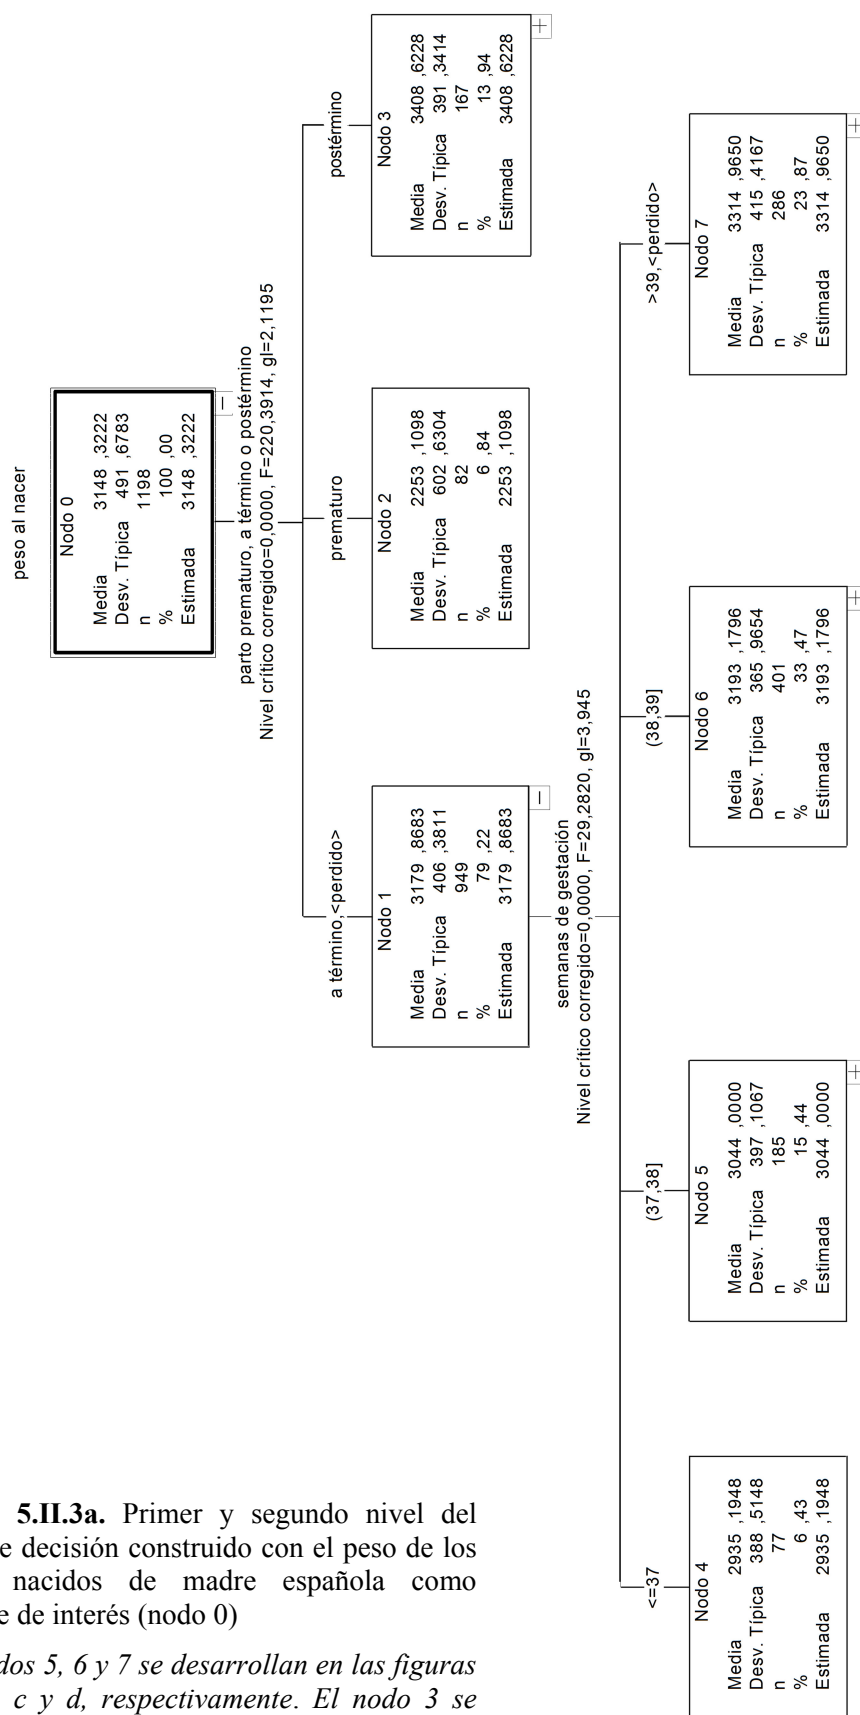 peso al nacer
Nodo 0
Media 3148 ,3222
Desv. Típica 491 ,6783
n 1198
% 100 ,00
Estimada 3148 ,3222
−
parto prematuro, a término o postérmino
Nivel crítico corregido=0,0000, F=220,3914, gl=2,1195
a término,<perdido>
Nodo 1
Media 3179 ,8683
Desv. Típica 406 ,3811
n 949
% 79 ,22
Estimada 3179 ,8683
−
prematuro
Nodo 2
Media 2253 ,1098
Desv. Típica 602 ,6304
n 82
% 6 ,84
Estimada 2253 ,1098
postérmino
Nodo 3
Media 3408 ,6228
Desv. Típica 391 ,3414
n 167
% 13 ,94
Estimada 3408 ,6228
+
semanas de gestación
Nivel crítico corregido=0,0000, F=29,2820, gl=3,945
<=37
Nodo 4
Media 2935 ,1948
Desv. Típica 388 ,5148
n 77
% 6 ,43
Estimada 2935 ,1948
(37,38]
Nodo 5
Media 3044 ,0000
Desv. Típica 397 ,1067
n 185
% 15 ,44
Estimada 3044 ,0000
+
(38,39]
Nodo 6
Media 3193 ,1796
Desv. Típica 365 ,9654
n 401
% 33 ,47
Estimada 3193 ,1796
+
>39,<perdido>
Nodo 7
Media 3314 ,9650
Desv. Típica 415 ,4167
n 286
% 23 ,87
Estimada 3314 ,9650
+
5.II.3a. Primer y segundo nivel del
e decisión construido con el peso de los
nacidos de madre española como
e de interés (nodo 0)
dos 5, 6 y 7 se desarrollan en las figuras
c y d, respectivamente. El nodo 3 se